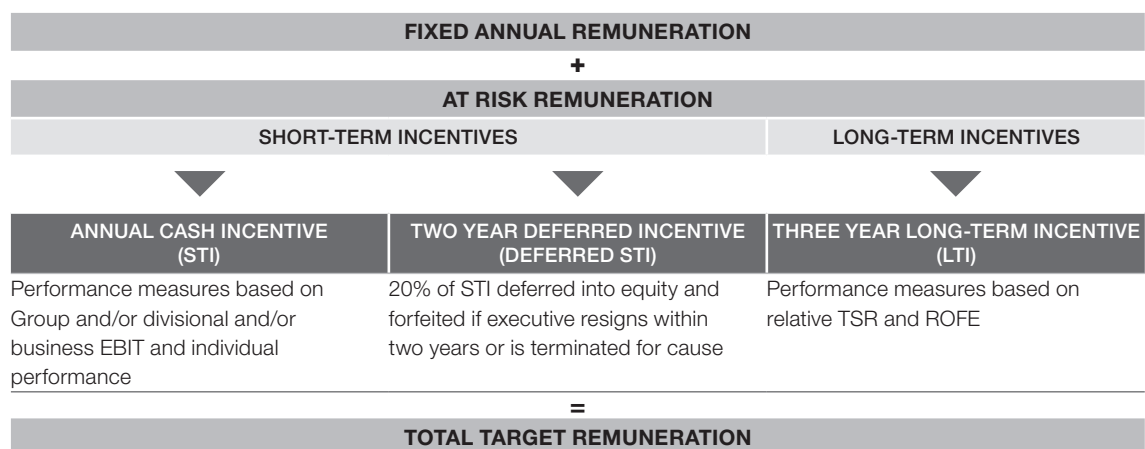 FIXED ANNUAL REMUNERATION
+
AT RISK REMUNERATION
SHORT-TERM INCENTIVES
LONG-TERM INCENTIVES
ANNUAL CASH INCENTIVE
(STI)
TWO YEAR DEFERRED INCENTIVE
(DEFERRED STI)
THREE YEAR LONG-TERM INCENTIVE
(LTI)
Performance measures based on
Group and/or divisional and/or
business EBIT and individual
performance
20% of STI deferred into equity and
forfeited if executive resigns within
two years or is terminated for cause
Performance measures based on
relative TSR and ROFE
=
TOTAL TARGET REMUNERATION